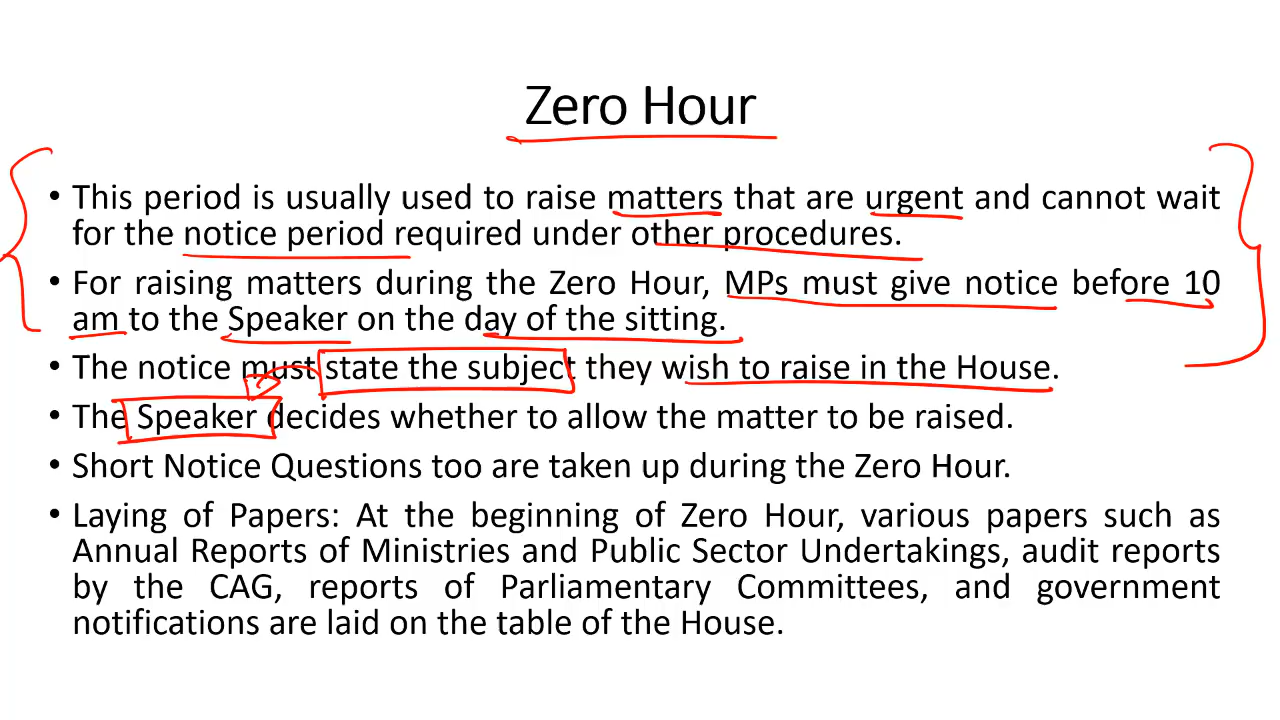 Zero Hour
• This period is usually used to raise matters that are urgent and cannot wait
for the notice period required under other procedures.
• For raising matters during the Zero Hour, MPs must give notice before 10
am to the Speaker on the day of the sitting.
• The notice must state the subject they wish to raise in the House.
• The Speaker decides whether to allow the matter to be raised.
• Short Notice Questions too are taken up during the Zero Hour.
• Laying of Papers: At the beginning of Zero Hour, various papers such as
Annual Reports of Ministries and Public Sector Undertakings, audit reports
by the CAG, reports of Parliamentary Committees, and government
notifications are laid on the table of the House.